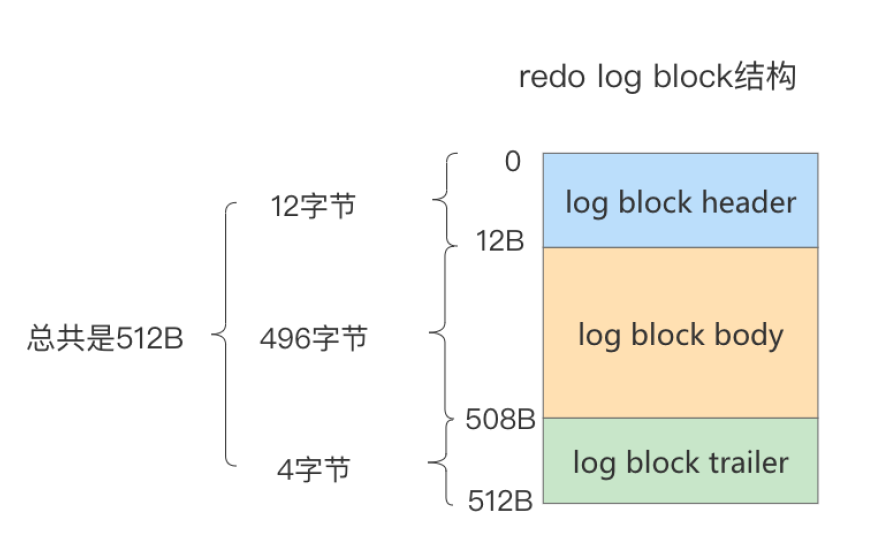 redo log block结构
0
12字节
log block header
12B
总共是512B
496字节
log block body
508B
4字节
log block trailer
512B